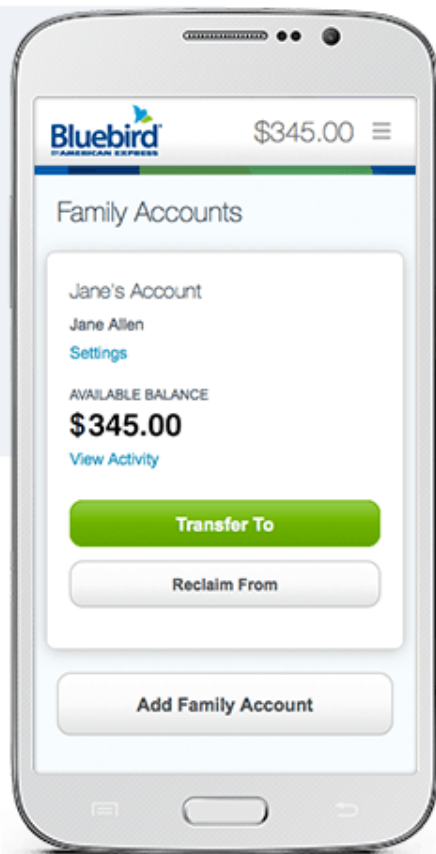 Bluebird
BY AMERICAN EXPRESS
$345.00
Family Accounts
Jane's Account
Jane Allen
Settings
AVAILABLE BALANCE
$345.00
View Activity
Transfer To
Reclaim From
Add Family Account